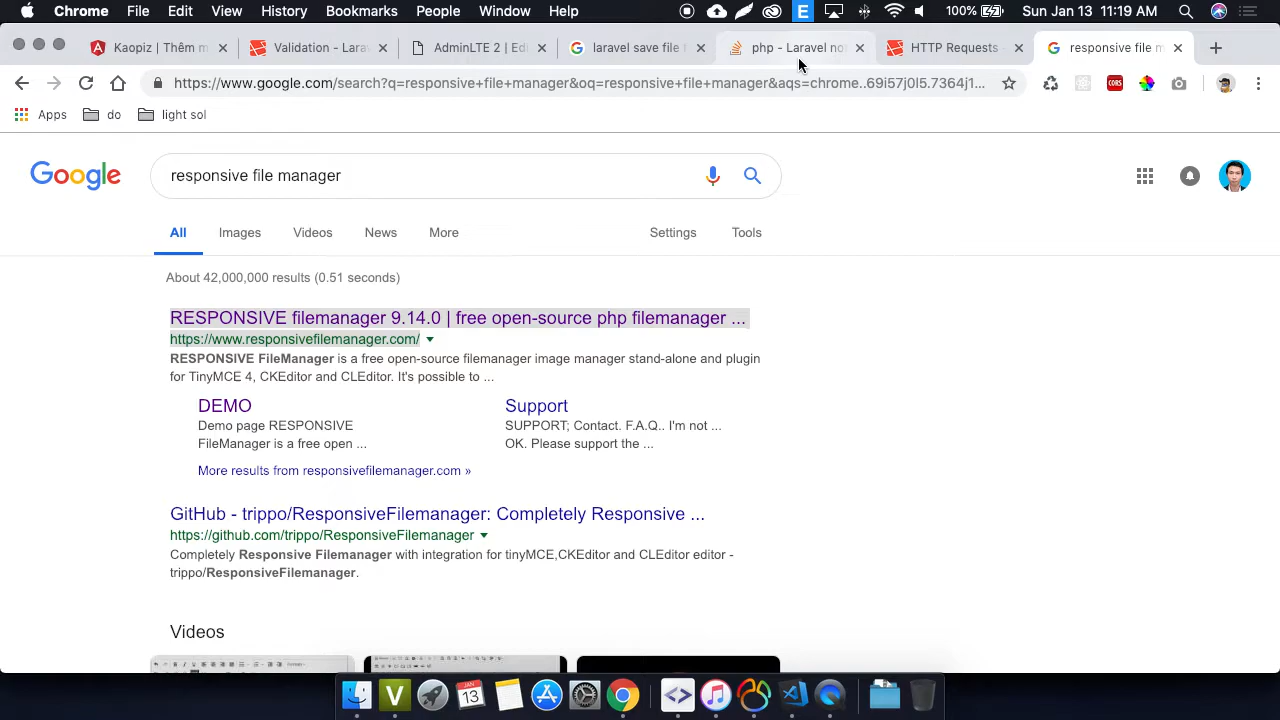 Chrome File Edit View History Bookmarks People Window Help E 100% Sun Jan 13 11:19 AM
Kaopiz | Thêm m Validation - Larav AdminLTE 2 | Edi laravel save file f php - Laravel no HTTP Requests - responsive file m
https://www.google.com/search?q=responsive+file+manager&oq=responsive+file+manager&aqs=chrome..69i57j0l5.7364j1... CORS
Apps do light sol
Google responsive file manager
All Images Videos News More Settings Tools
About 42,000,000 results (0.51 seconds)
RESPONSIVE filemanager 9.14.0 | free open-source php filemanager ...
https://www.responsivefilemanager.com/
RESPONSIVE FileManager is a free open-source filemanager image manager stand-alone and plugin
for TinyMCE 4, CKEditor and CLEditor. It's possible to ...
DEMO Support
Demo page RESPONSIVE SUPPORT; Contact. F.A.Q.. I'm not ...
FileManager is a free open ... OK. Please support the ...
More results from responsivefilemanager.com »
GitHub - trippo/ResponsiveFilemanager: Completely Responsive ...
https://github.com/trippo/ResponsiveFilemanager
Completely Responsive Filemanager with integration for tinyMCE,CKEditor and CLEditor editor -
trippo/ResponsiveFilemanager.
Videos
V JAN 13